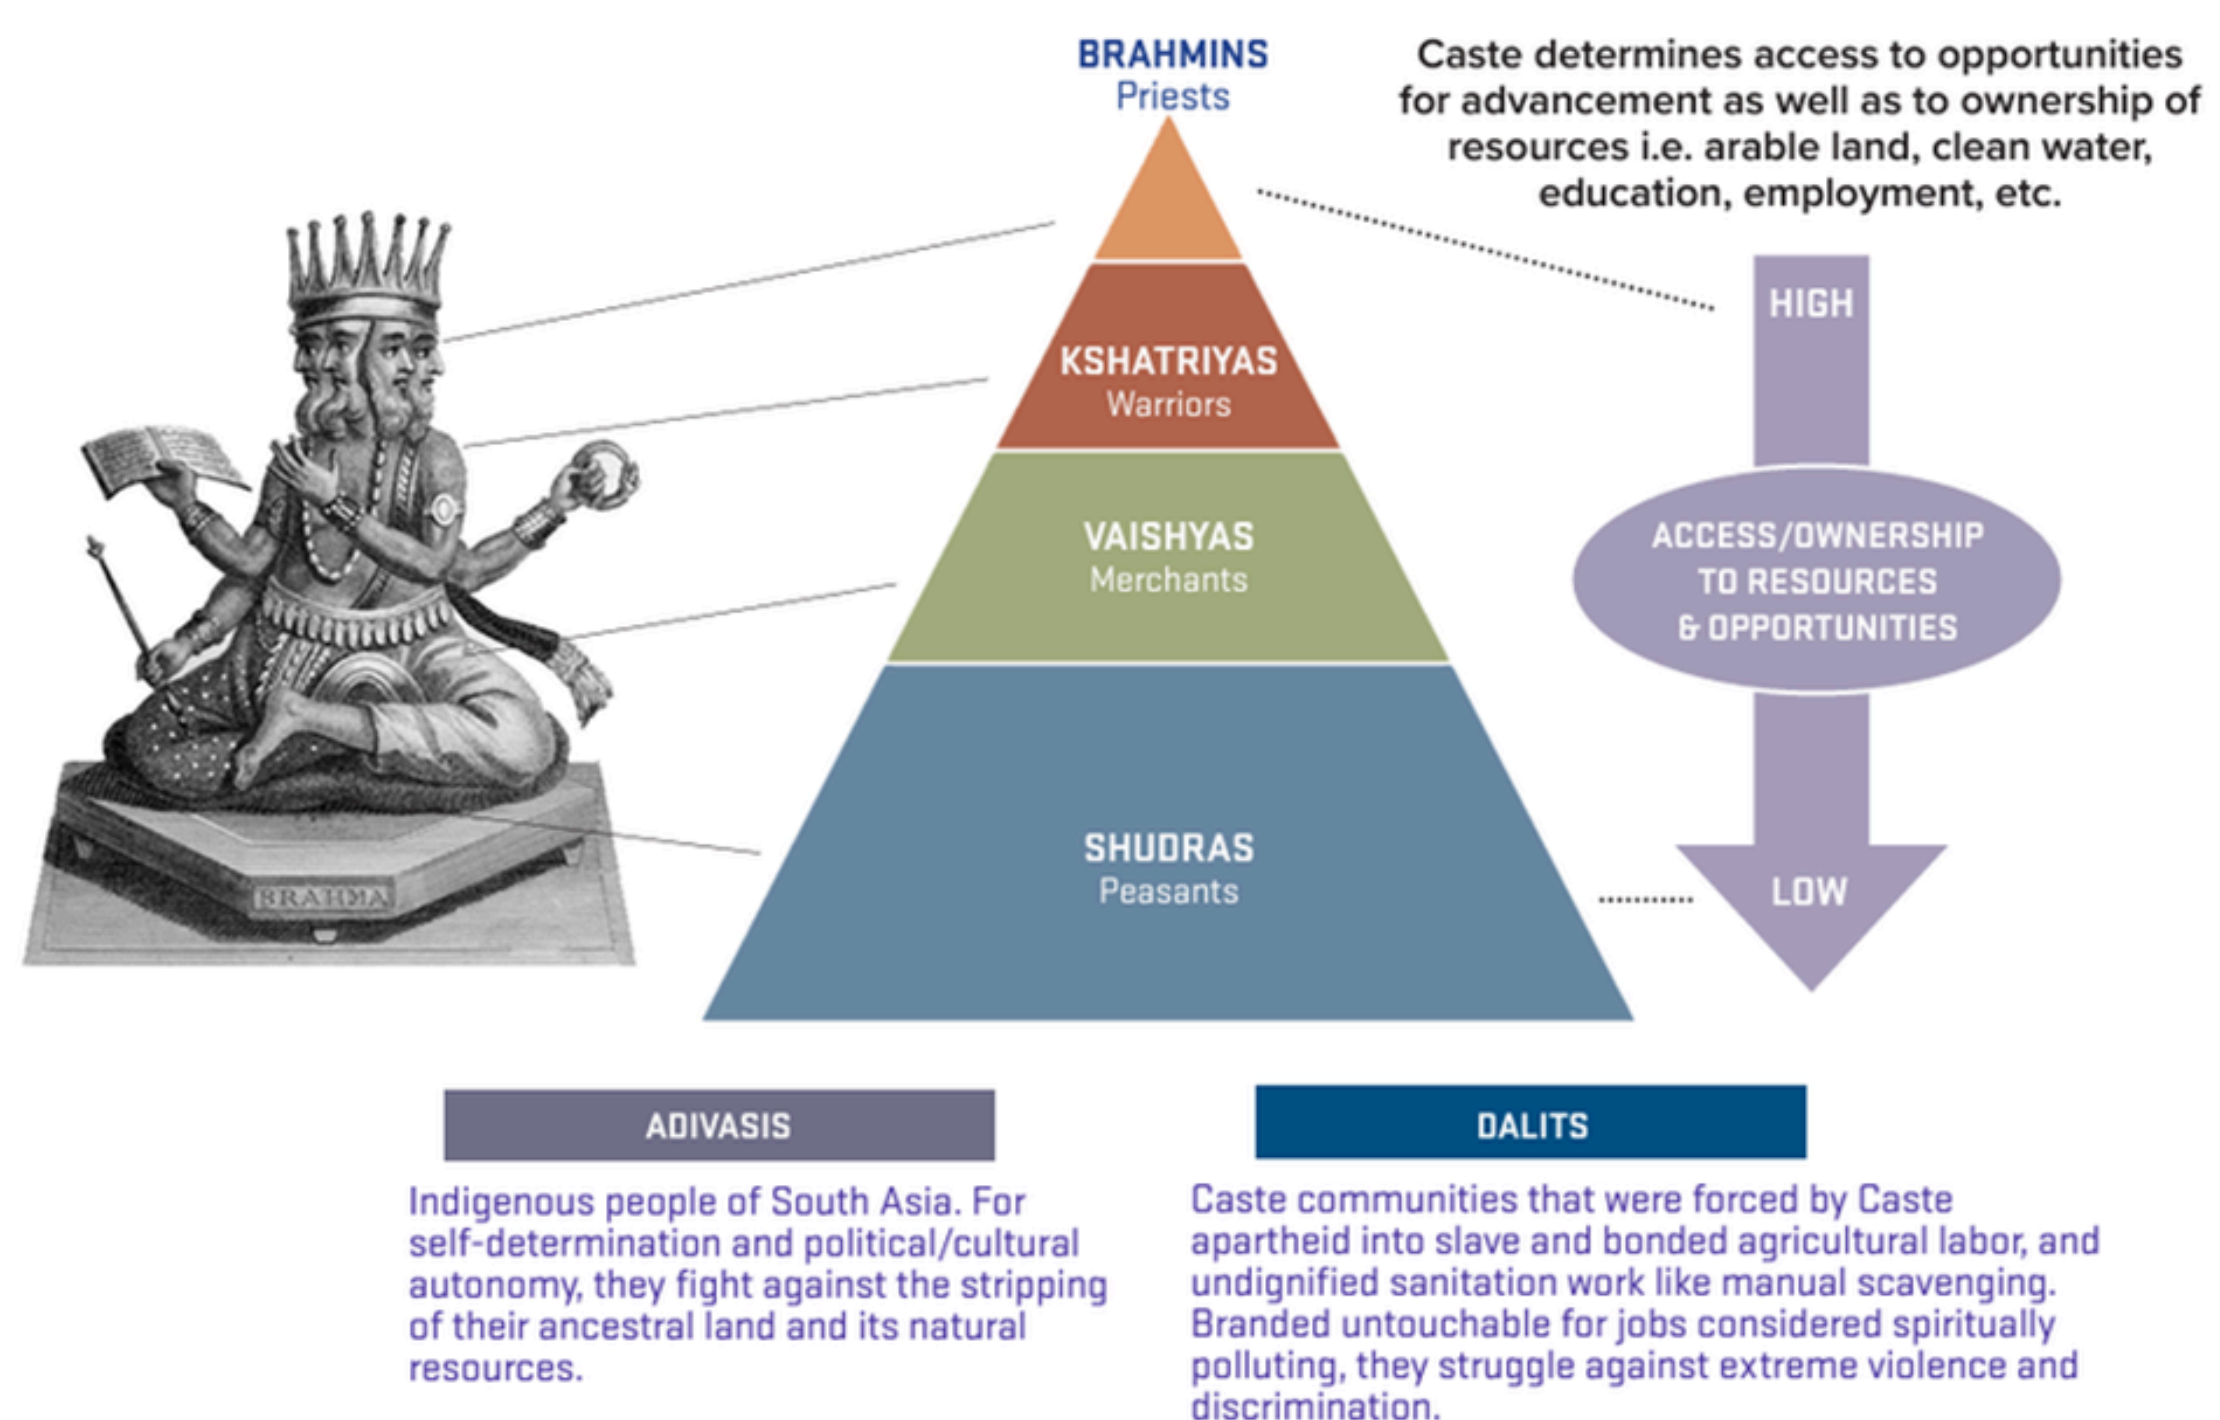 BRAHMINS
Priests
Caste determines access to opportunities
for advancement as well as to ownership of
resources i.e. arable land, clean water,
education, employment, etc.
KSHATRIYAS
Warriors
VAISHYAS
Merchants
SHUDRAS
Peasants
HIGH
ACCESS/OWNERSHIP
TO RESOURCES
& OPPORTUNITIES
LOW
BRAHMA
ADIVASIS
Indigenous people of South Asia. For
self-determination and political/cultural
autonomy, they fight against the stripping
of their ancestral land and its natural
resources.
DALITS
Caste communities that were forced by Caste
apartheid into slave and bonded agricultural labor, and
undignified sanitation work like manual scavenging.
Branded untouchable for jobs considered spiritually
polluting, they struggle against extreme violence and
discrimination.